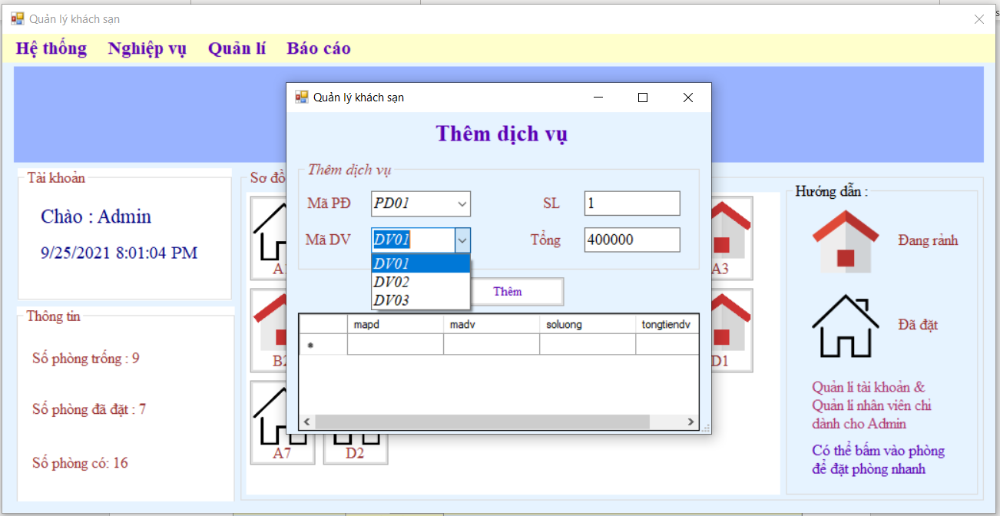 Quản lý khách sạn
Hệ thống Nghiệp vụ Quản lí Báo cáo
Quản lý khách sạn
Thêm dịch vụ
Thêm dịch vụ
Mã PĐ PD01 SL 1
Mã DV DV01 Tổng 400000
DV01
DV02
DV03
Thêm
mapd madv soluong tongtiendv
Tài khoản
Chào : Admin
9/25/2021 8:01:04 PM
Thông tin
Số phòng trống : 9
Số phòng đã đặt : 7
Số phòng có: 16
Sơ đồ
A3
D1
A7 D2
Hướng dẫn :
Đang rảnh
Đã đặt
Quản lí tài khoản &
Quản lí nhân viên chỉ
dành cho Admin
Có thể bấm vào phòng
để đặt phòng nhanh